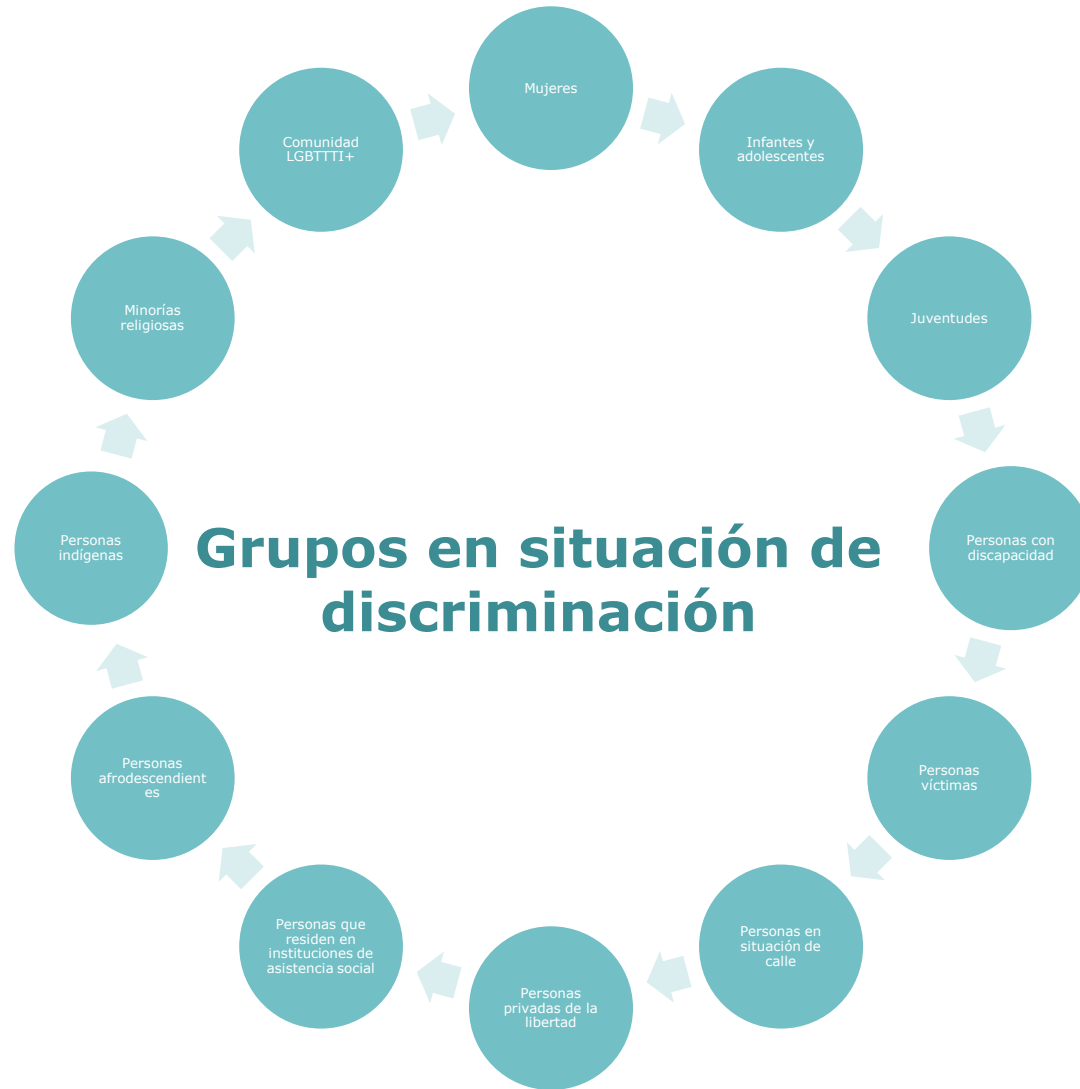 Mujeres
Infantes y
adolescentes
Juventudes
Personas con
discapacidad
Personas
víctimas
Personas en
situación de
calle
Personas
privadas de la
libertad
Personas que
residen en
instituciones de
asistencia social
Personas
afrodescendient
es
Personas
indígenas
Minorías
religiosas
Comunidad
LGBTTTI+
Grupos en situación de
discriminación